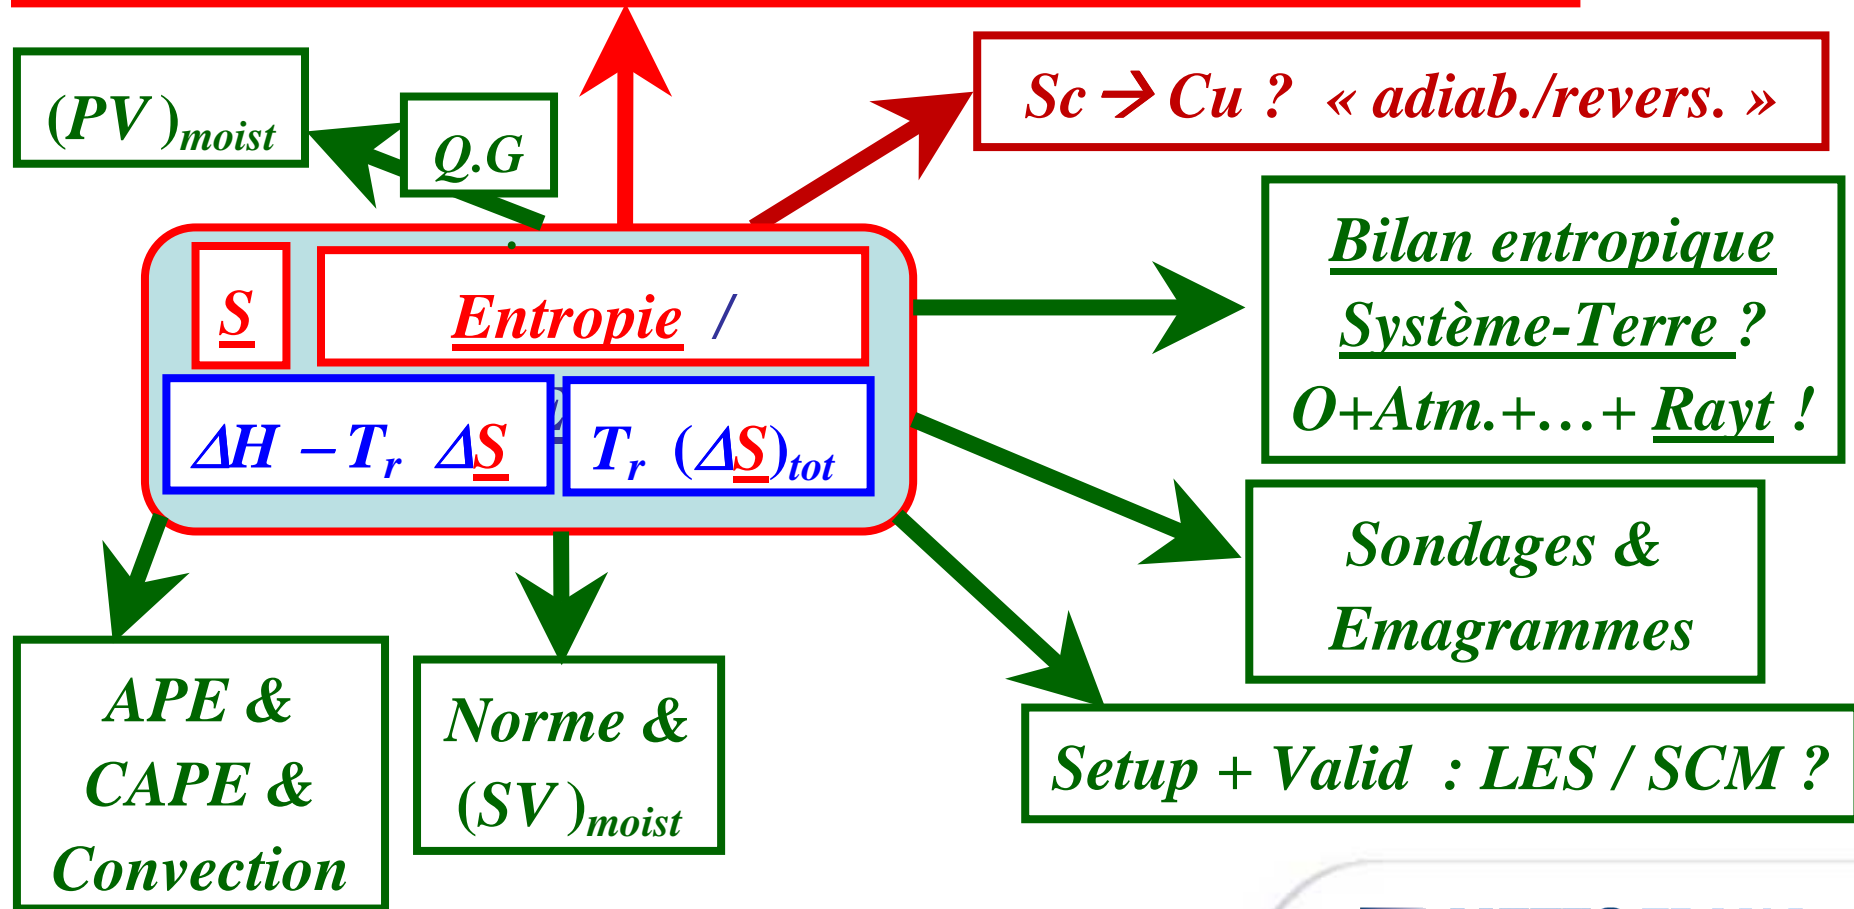 (PV)moist
Q.G
.
Sc → Cu ? « adiab./revers. »
Bilan entropique
Système-Terre ?
O+Atm.+…+ Rayt !
S
Entropie /
ΔH – Tr ΔS
Tr (ΔS)tot
Sondages &
Emagrammes
APE &
CAPE &
Convection
Norme &
(SV)moist
Setup + Valid : LES / SCM ?